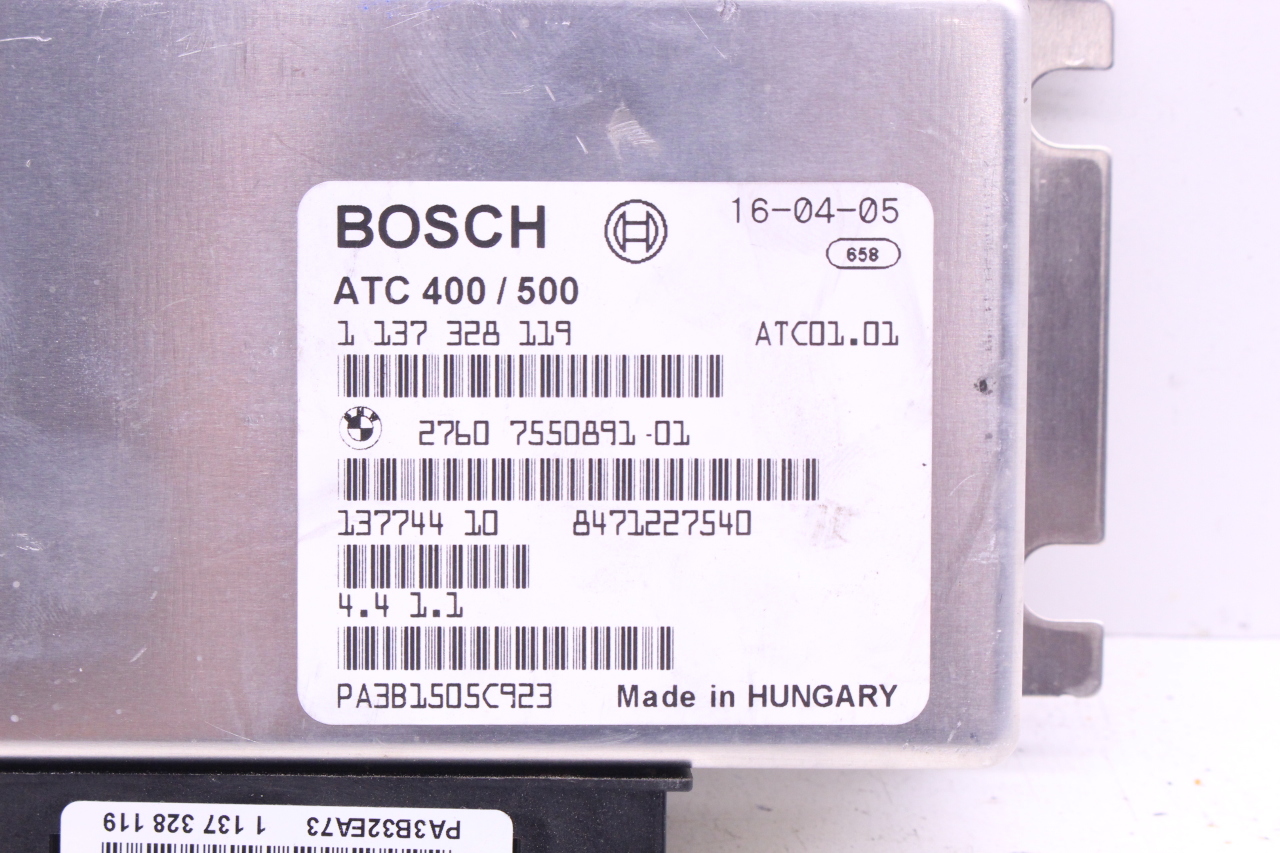 BOSCH 16-04-05
658
ATC 400 / 500
1 137 328 119 ATC01.01
BMW
2760 7550891-01
137744 10 8471227540
4.4 1.1
PA3B1505C923 Made in HUNGARY
PA3B32EA73 1 137 328 119